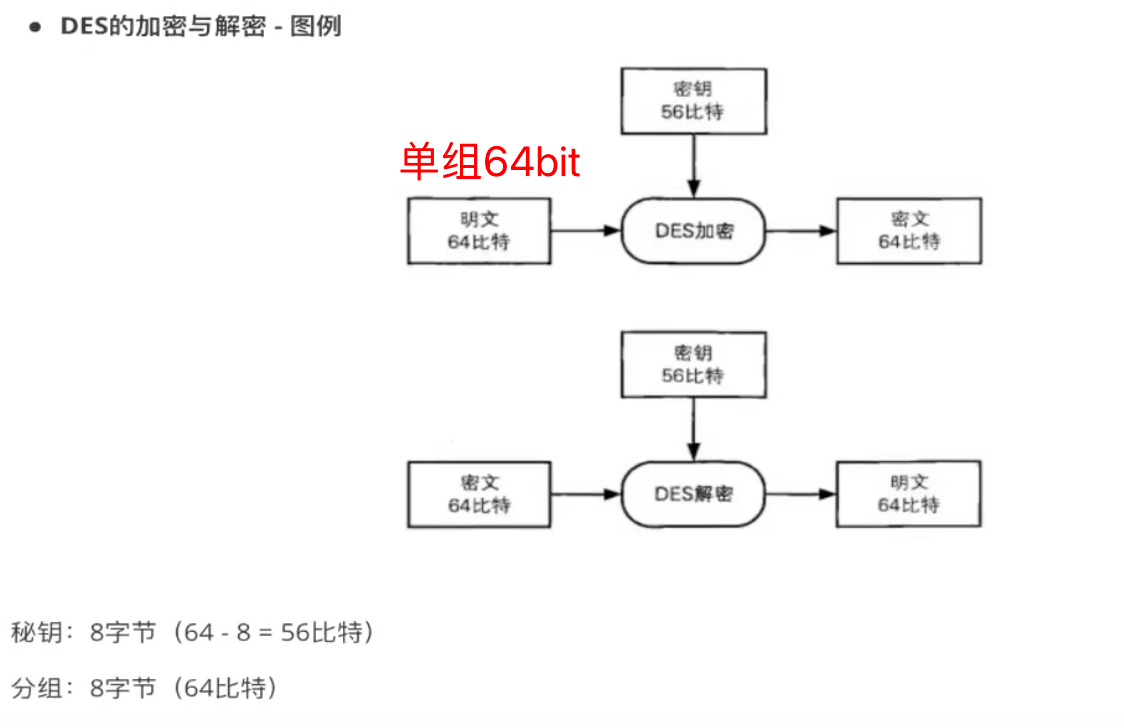 DES的加密与解密 - 图例
密钥
56比特
单组64bit
明文
64比特
DES加密
密文
64比特
密钥
56比特
密文
64比特
DES解密
明文
64比特
秘钥：8字节（64 - 8 = 56比特）
分组：8字节（64比特）